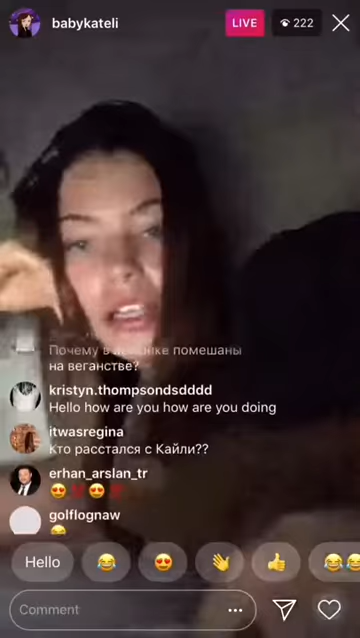 babykateli
LIVE
222
Почему в
помешаны
на веганстве?
kristyn.thompsondsdddd
Hello how are you how are you doing
itwasregina
Кто расстался с Кайли??
erhan_arslan_tr
😍‼️😍‼️
golflognaw
😂
Hello
😂
😍
👋
👍
😂😂
Comment